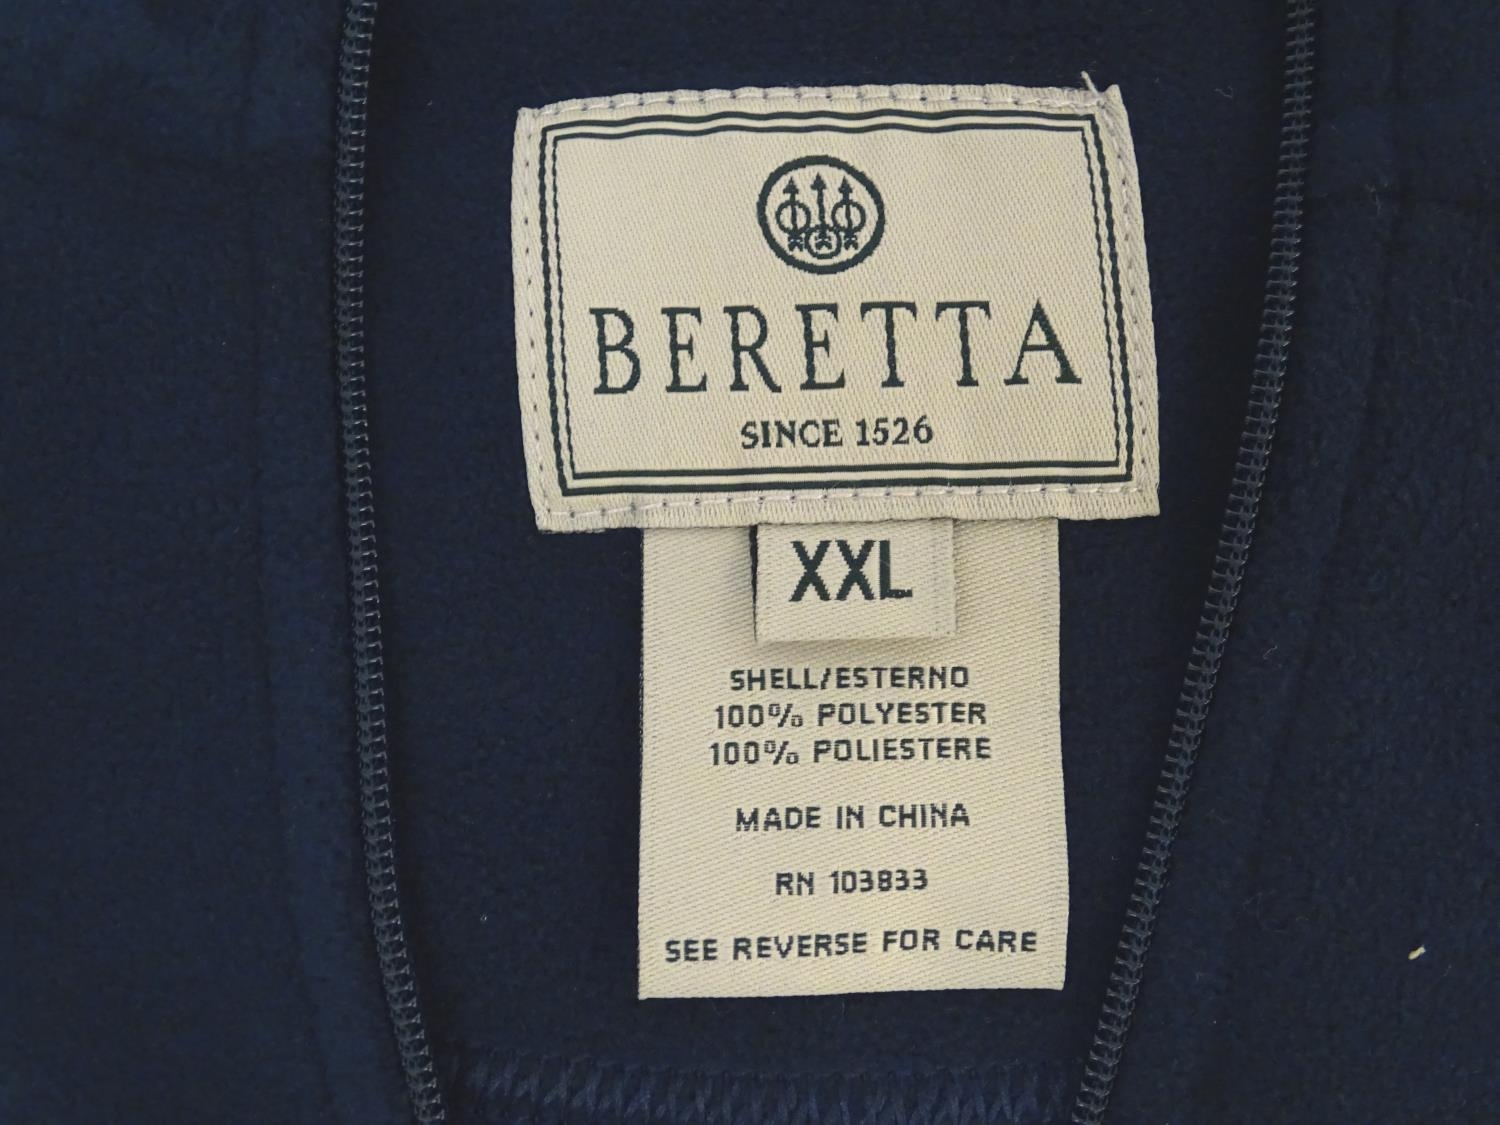 BERETTA
SINCE 1526
XXL
SHELL/ESTERNO
100% POLYESTER
100% POLIESTERE
MADE IN CHINA
RN 103833
SEE REVERSE FOR CARE